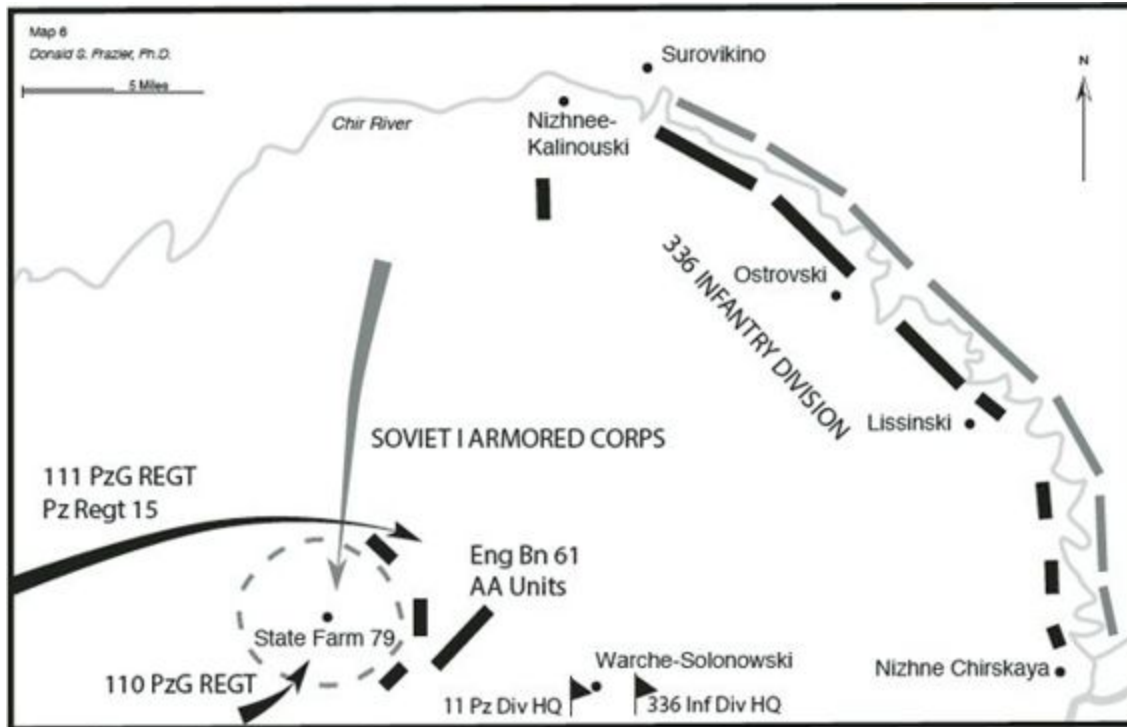 Map 6
Donald S. Frazier, Ph.D.
5 Miles
Surovikino
N
Chir River
Nizhnee-
Kalinouski
336 INFANTRY DIVISION
Ostrovski
Lissinski
SOVIET I ARMORED CORPS
111 PzG REGT
Pz Regt 15
Eng Bn 61
AA Units
State Farm 79
110 PzG REGT
Warche-Solonowski
Nizhne Chirskaya
11 Pz Div HQ
336 Inf Div HQ